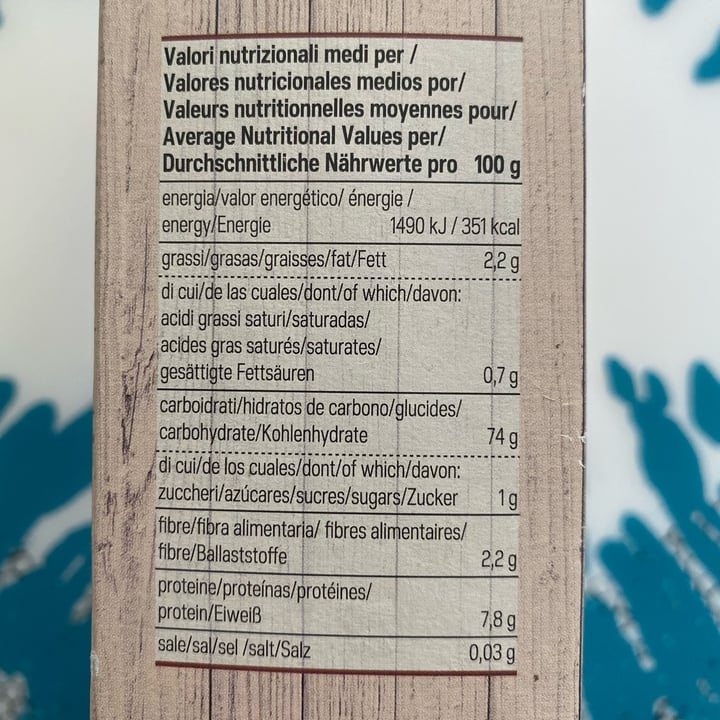 Valori nutrizionali medi per /
Valores nutricionales medios por/
Valeurs nutritionnelles moyennes pour/
Average Nutritional Values per/
Durchschnittliche Nährwerte pro 100 g
energia/valor energético/ énergie /
energy/Energie 1490 kJ / 351 kcal
grassi/grasas/graisses/fat/Fett 2,2 g
di cui/de las cuales/dont/of which/davon:
acidi grassi saturi/saturadas/
acides gras saturés/saturates/
gesättigte Fettsäuren 0,7 g
carboidrati/hidratos de carbono/glucides/
carbohydrate/Kohlenhydrate 74 g
di cui/de los cuales/dont/of which/davon:
zuccheri/azúcares/sucres/sugars/Zucker 1 g
fibre/fibra alimentaria/ fibres alimentaires/
fibre/Ballaststoffe 2,2 g
proteine/proteínas/protéines/
protein/Eiweiß 7,8 g
sale/sal/sel /salt/Salz 0,03 g